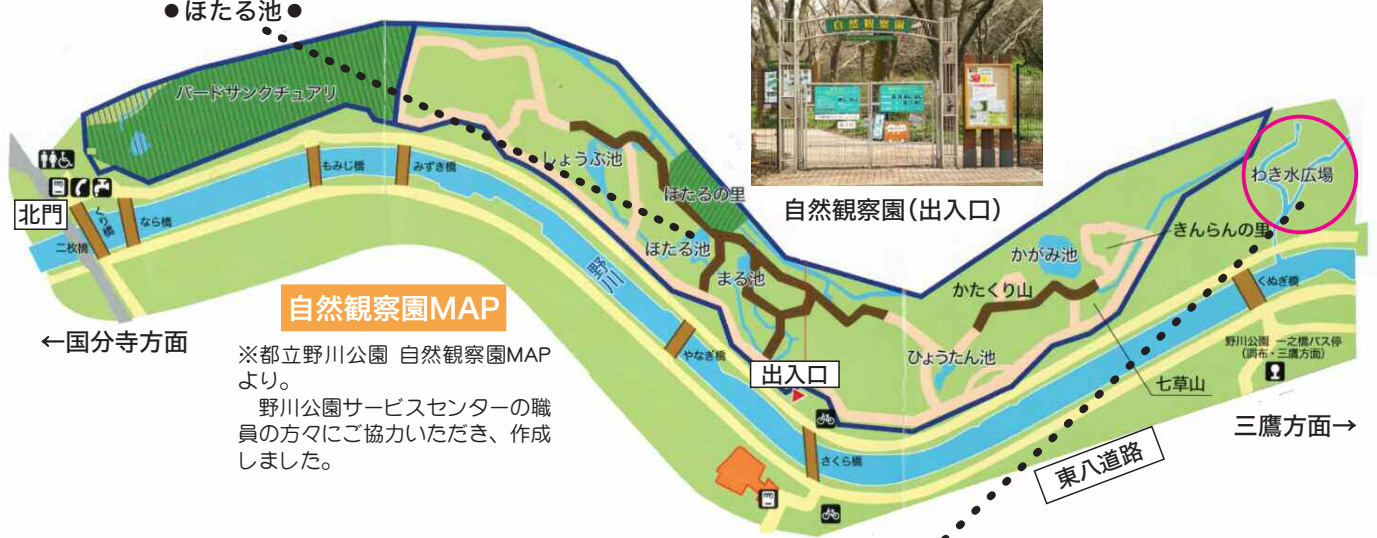 ●ほたる池●
自然観察園
バードサンクチュアリ
しょうぶ池
もみじ橋
みずき橋
ほたるの里
自然観察園(出入口)
わき水広場
北門
くり橋
なら橋
二枚橋
ほたる池
野川
まる池
かがみ池
きんらんの里
かたくり山
くぬぎ橋
自然観察園MAP
←国分寺方面
※都立野川公園 自然観察園MAP
より。
野川公園サービスセンターの職
員の方々にご協力いただき、作成
しました。
やなぎ橋
出入口
ひょうたん池
野川公園 一之橋バス停
(調布・三鷹方面)
七草山
三鷹方面→
さくら橋
東八道路